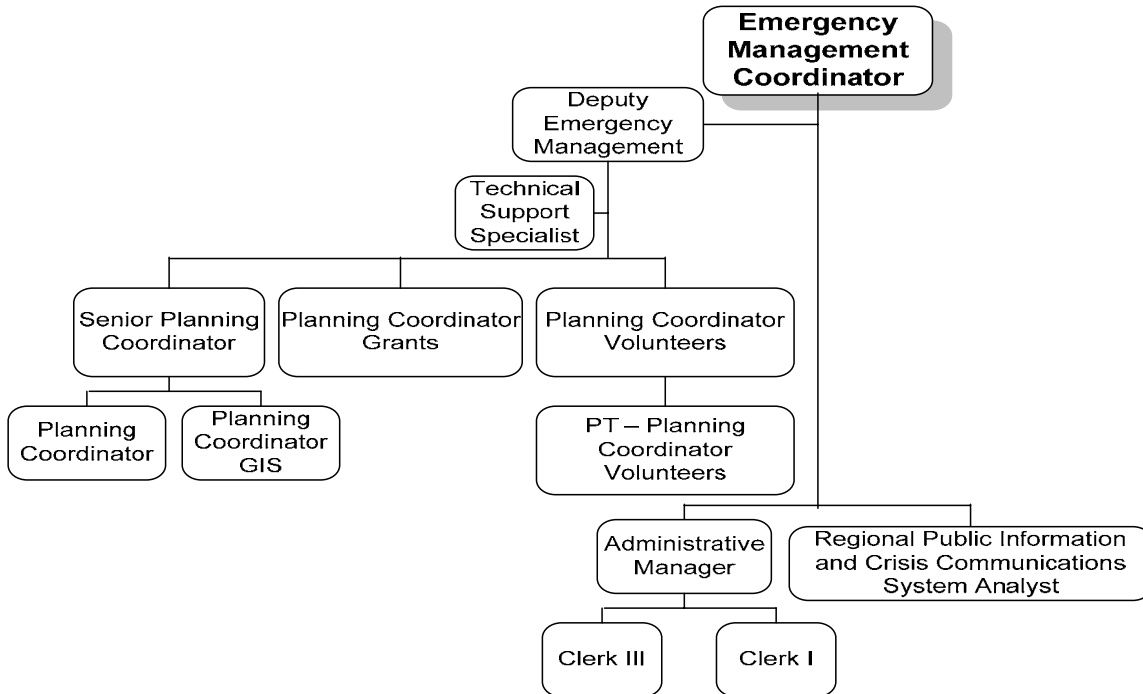 Emergency
Management
Coordinator
Deputy
Emergency
Management
Technical
Support
Specialist
Senior Planning
Coordinator
Planning Coordinator
Grants
Planning Coordinator
Volunteers
Planning
Coordinator
Planning
Coordinator
GIS
PT – Planning
Coordinator
Volunteers
Administrative
Manager
Regional Public Information
and Crisis Communications
System Analyst
Clerk III
Clerk I